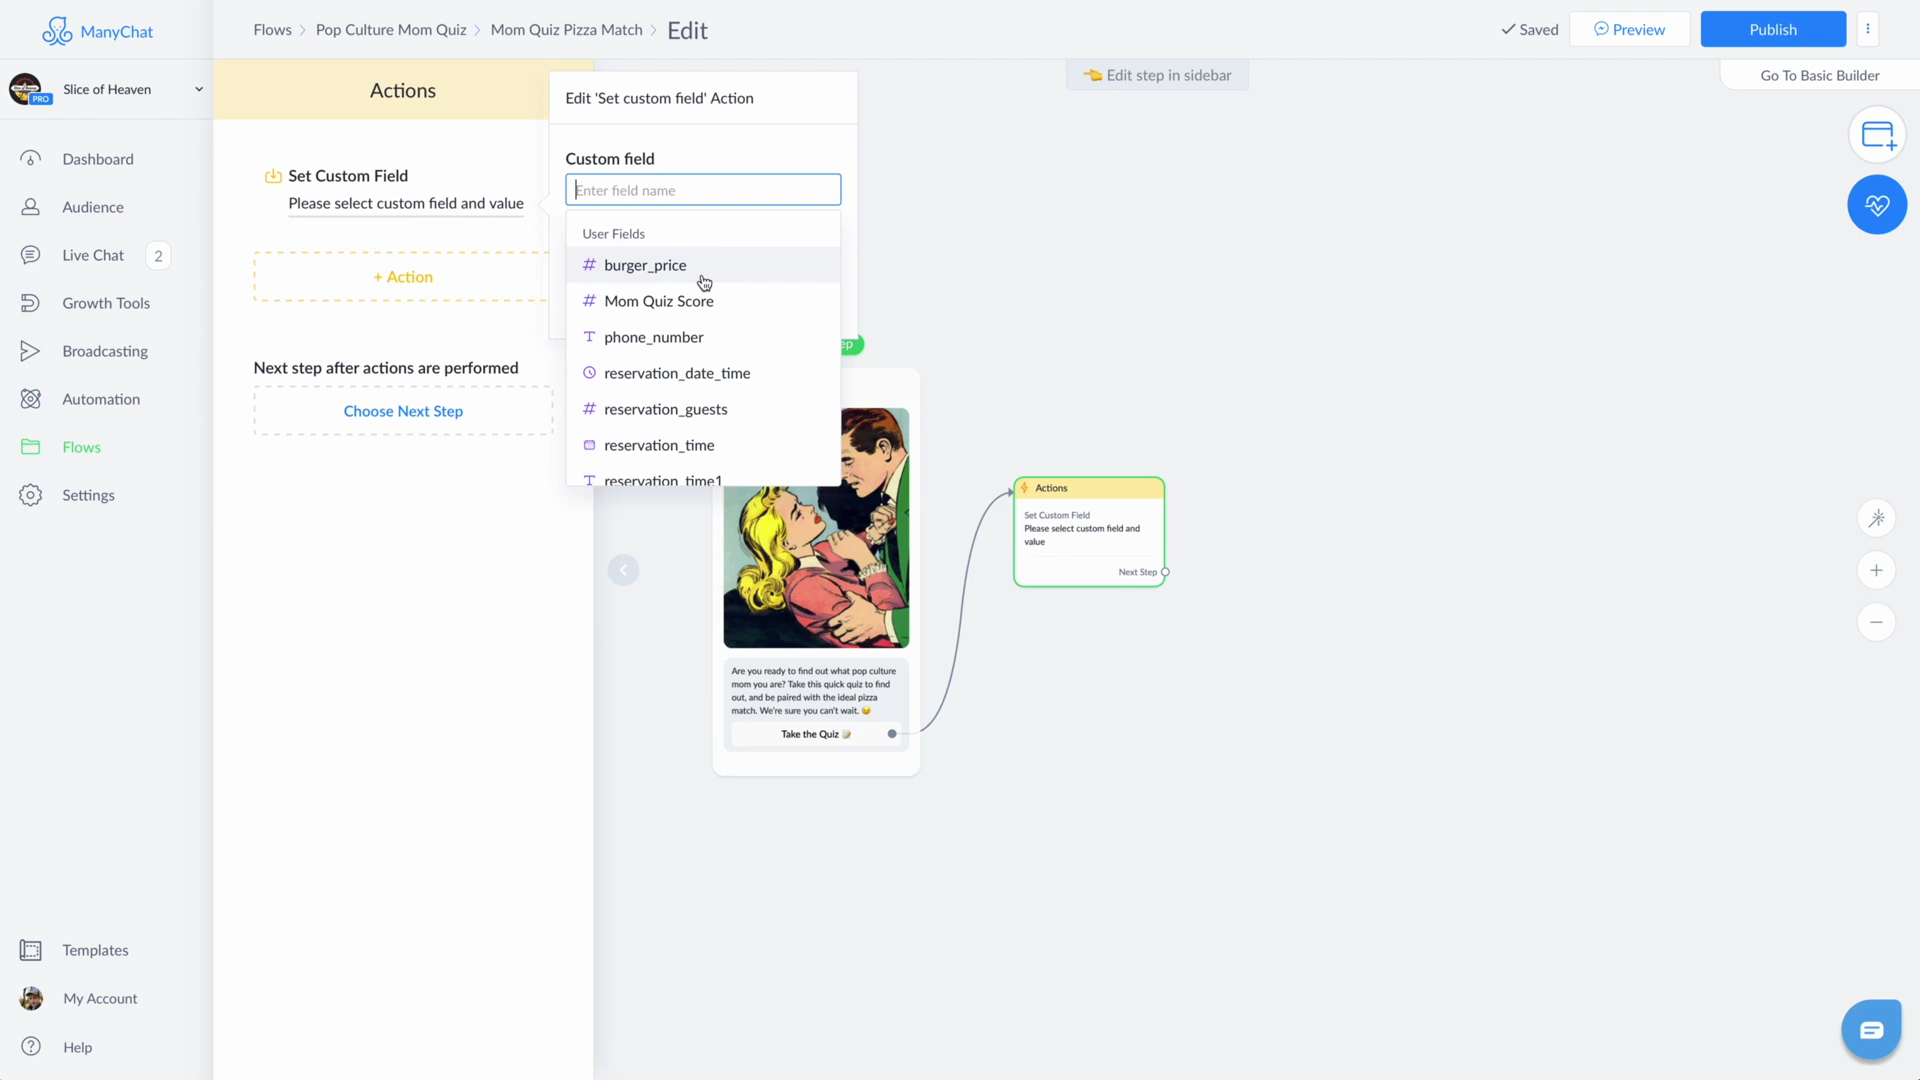 ManyChat
Flows
Pop Culture Mom Quiz
Mom Quiz Pizza Match
Edit
Saved
Preview
Publish
Slice of Heaven
PRO
Dashboard
Audience
Live Chat
2
Growth Tools
Broadcasting
Automation
Flows
Settings
Templates
My Account
Help
Actions
Set Custom Field
Please select custom field and value
+ Action
Next step after actions are performed
Choose Next Step
Edit 'Set custom field' Action
Custom field
Enter field name
User Fields
burger_price
Mom Quiz Score
phone_number
reservation_date_time
reservation_guests
reservation_time
reservation_time1
ep
Edit step in sidebar
Go To Basic Builder
Are you ready to find out what pop culture
mom you are? Take this quick quiz to find
out, and be paired with the ideal pizza
match. We're sure you can't wait. 😉
Take the Quiz 📝
Actions
Set Custom Field
Please select custom field and
value
Next Step